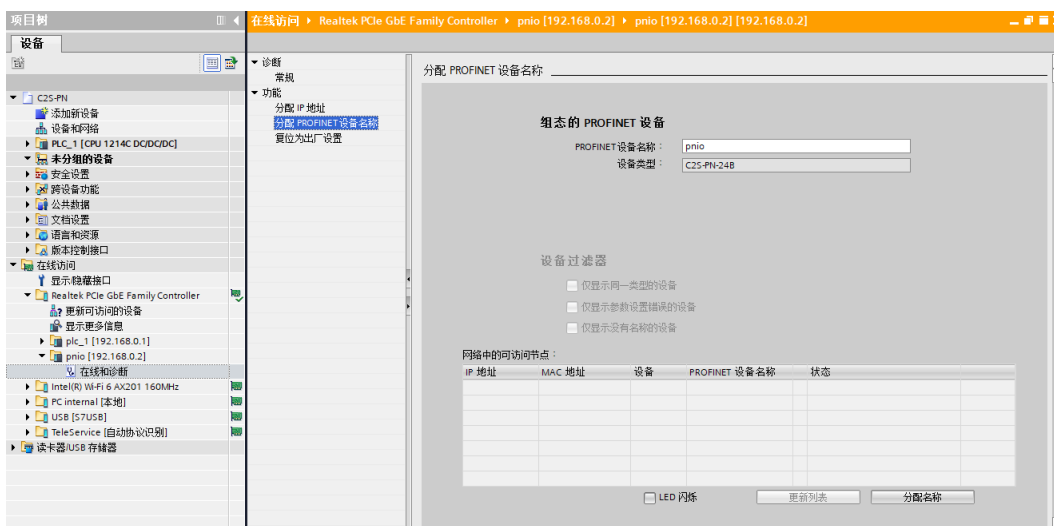 项目树
设备
C2S-PN
添加新设备
设备和网络
PLC_1 [CPU 1214C DC/DC/DC]
未分组的设备
安全设置
跨设备功能
公共数据
文档设置
语言和资源
版本控制接口
在线访问
显示/隐藏接口
Realtek PCIe GbE Family Controller
更新可访问的设备
显示更多信息
plc_1 [192.168.0.1]
pnio [192.168.0.2]
在线和诊断
Intel(R) Wi-Fi 6 AX201 160MHz
PC internal [本地]
USB [S7USB]
TeleService [自动协议识别]
读卡器/USB 存储器
在线访问 ▸ Realtek PCIe GbE Family Controller ▸ pnio [192.168.0.2] ▸ pnio [192.168.0.2] [192.168.0.2]
诊断
常规
功能
分配 IP 地址
分配 PROFINET 设备名称
复位为出厂设置
分配 PROFINET 设备名称
组态的 PROFINET 设备
PROFINET 设备名称： pnio
设备类型： C2S-PN-24B
设备过滤器
仅显示同一类型的设备
仅显示参数设置错误的设备
仅显示没有名称的设备
网络中的可访问节点：
IP 地址 MAC 地址 设备 PROFINET 设备名称 状态
LED 闪烁 更新列表 分配名称